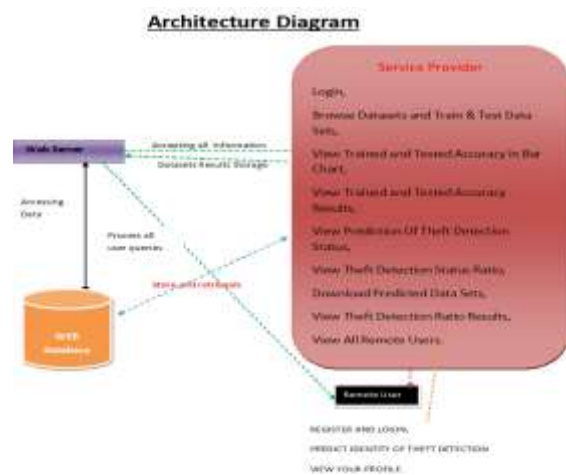 Architecture Diagram
Service Provider
Login,
Browse Datasets and Train & Test Data
Sets,
View Trained and Tested Accuracy in Bar
Chart,
View Trained and Tested Accuracy
Results,
View Prediction Of Theft Detection
Status,
View Theft Detection Status Ratio,
Download Predicted Data Sets,
View Theft Detection Ratio Results,
View All Remote Users.
Web Server
Accessing all Information
Datasets Results Storage
Accessing
Data
Process all
user queries
Store and retrievals
WEB
Database
Remote User
REGISTER AND LOGIN,
PREDICT IDENTITY OF THEFT DETECTION
VIEW YOUR PROFILE.